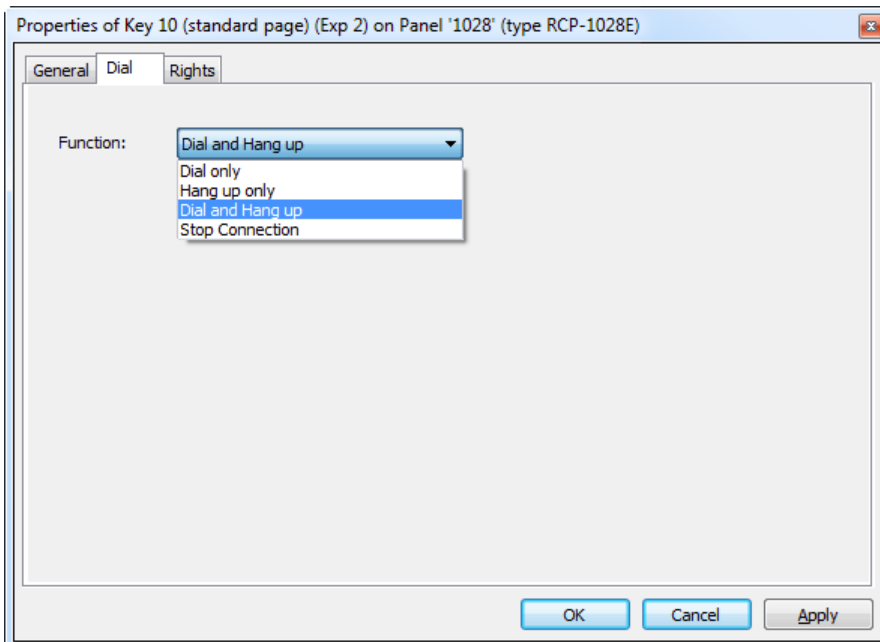 Properties of Key 10 (standard page) (Exp 2) on Panel '1028' (type RCP-1028E)
General Dial Rights
Function: Dial and Hang up
Dial only
Hang up only
Dial and Hang up
Stop Connection
OK Cancel Apply